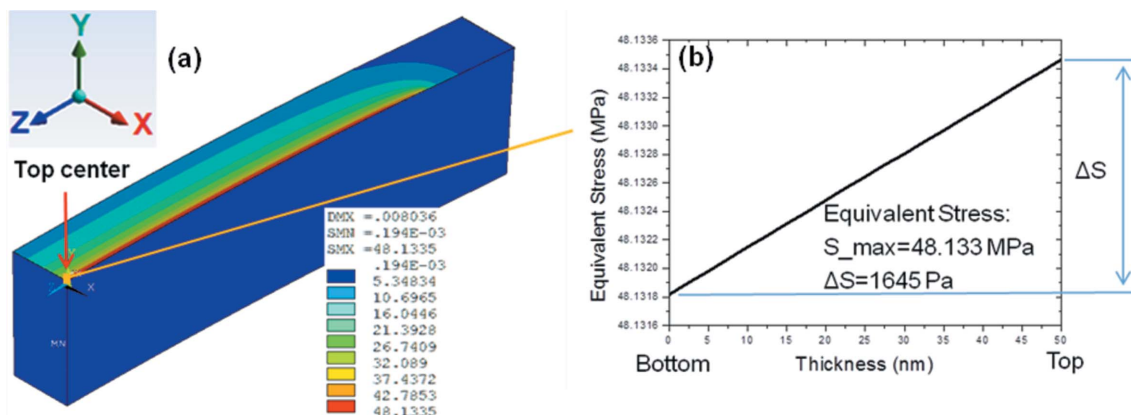 Y
Z
X
(a)
Top center
DMX =.008036
SMN =.194E-03
SMX =48.1335
.194E-03
5.34834
10.6965
16.0446
21.3928
26.7409
32.089
37.4372
42.7853
48.1335
MN
X
(b)
Equivalent Stress (MPa)
48.1336
48.1334
48.1332
48.1330
48.1328
48.1326
48.1324
48.1322
48.1320
48.1318
48.1316
Equivalent Stress:
S_max=48.133 MPa
ΔS=1645 Pa
ΔS
0 5 10 15 20 25 30 35 40 45 50
Bottom Thickness (nm) Top